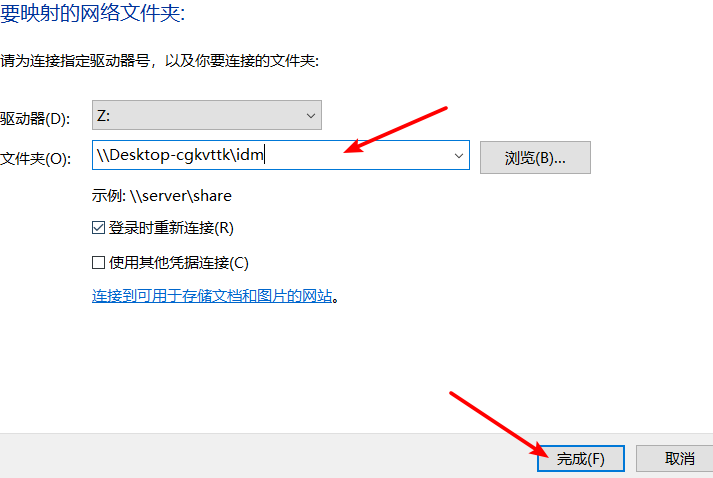 要映射的网络文件夹:
请为连接指定驱动器号，以及你要连接的文件夹:
驱动器(D): Z:
文件夹(O): \\Desktop-cgkvttk\idm 浏览(B)...
示例: \\server\share
登录时重新连接(R)
使用其他凭据连接(C)
连接到可用于存储文档和图片的网站。
完成(F) 取消